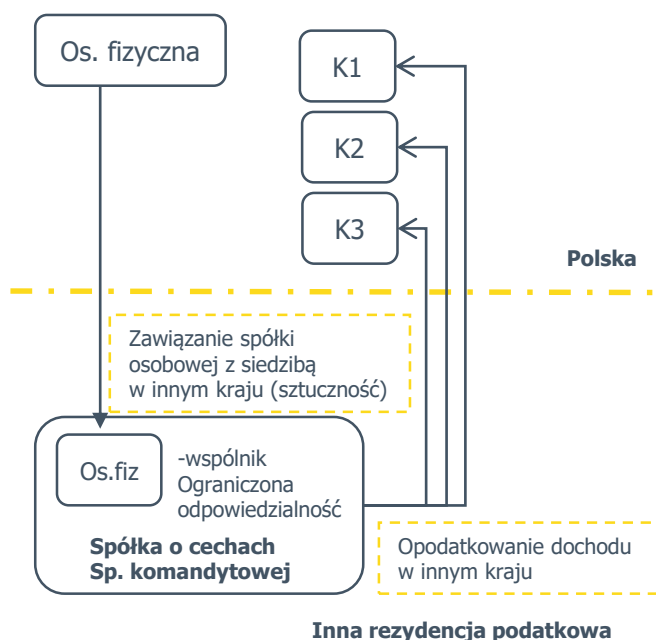 Os. fizyczna
K1
K2
K3
Polska
Zawiązanie spółki
osobowej z siedzibą
w innym kraju (sztuczność)
Os.fiz
-wspólnik
Ograniczona
odpowiedzialność
Spółka o cechach
Sp. komandytowej
Opodatkowanie dochodu
w innym kraju
Inna rezydencja podatkowa